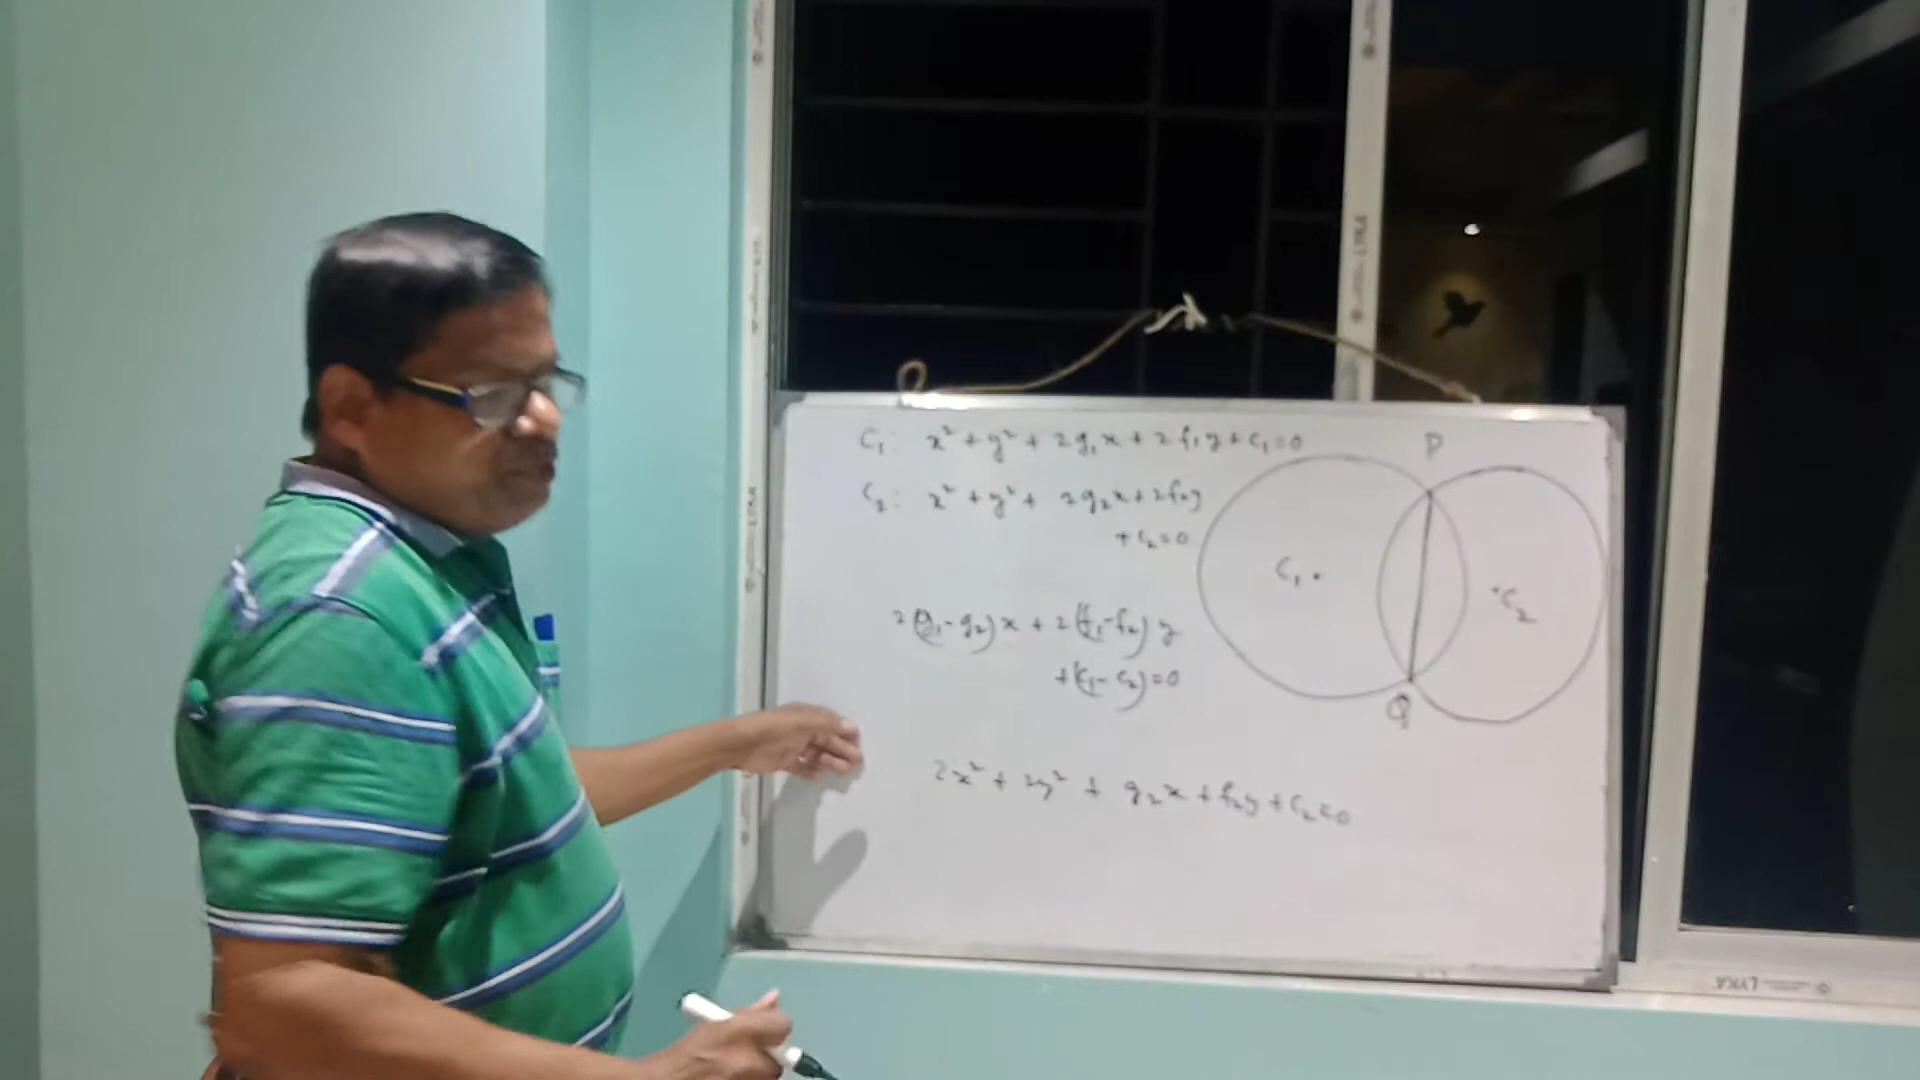 C₁: x² + y² + 2g₁x + 2f₁y + c₁ = 0
C₂: x² + y² + 2g₂x + 2f₂y
+ c₂ = 0
2(g₁-g₂)x + 2(f₁-f₂)y
+(c₁-c₂)=0
2x² + 2y² + g₂x + f₂y + c₂ = 0
P
C₁
C₂
Q
LYKA